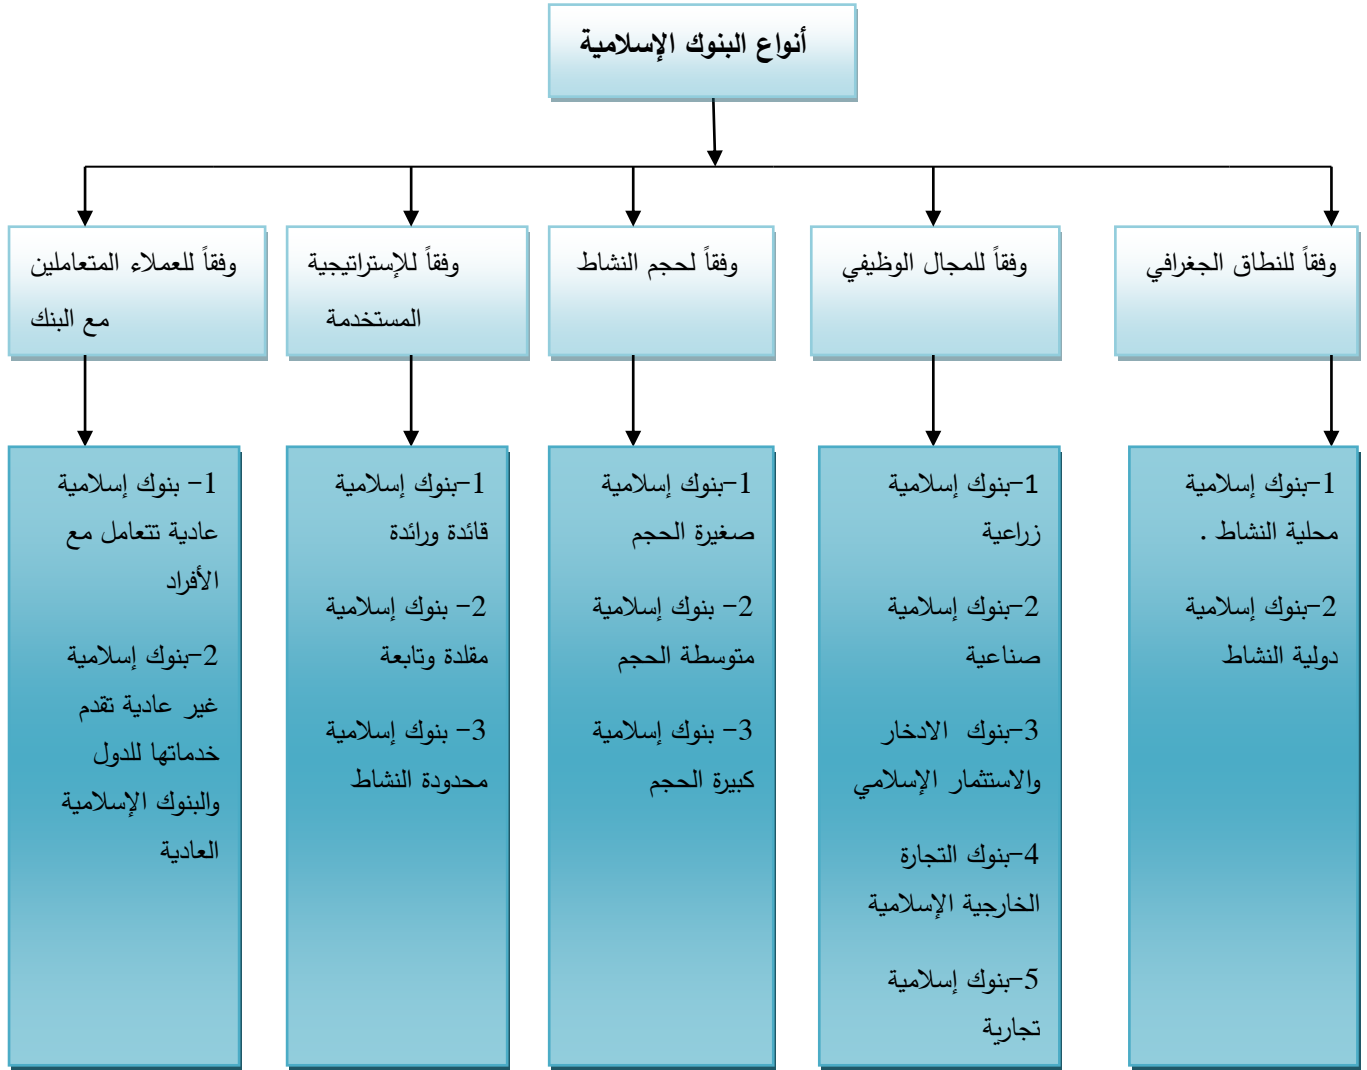 أنواع البنوك الإسلامية
وفقاً للنطاق الجغرافي
وفقاً للمجال الوظيفي
وفقاً لحجم النشاط
وفقاً للإستراتيجية
المستخدمة
وفقاً للعملاء المتعاملين
مع البنك
1-بنوك إسلامية
محلية النشاط .
2-بنوك إسلامية
دولية النشاط
1-بنوك إسلامية
زراعية
2-بنوك إسلامية
صناعية
3-بنوك الادخار
والاستثمار الإسلامي
4-بنوك التجارة
الخارجية الإسلامية
5-بنوك إسلامية
تجارية
1-بنوك إسلامية
صغيرة الحجم
2- بنوك إسلامية
متوسطة الحجم
3- بنوك إسلامية
كبيرة الحجم
1-بنوك إسلامية
قائدة ورائدة
2- بنوك إسلامية
مقلدة وتابعة
3- بنوك إسلامية
محدودة النشاط
1- بنوك إسلامية
عادية تتعامل مع
الأفراد
2-بنوك إسلامية
غير عادية تقدم
خدماتها للدول
والبنوك الإسلامية
العادية